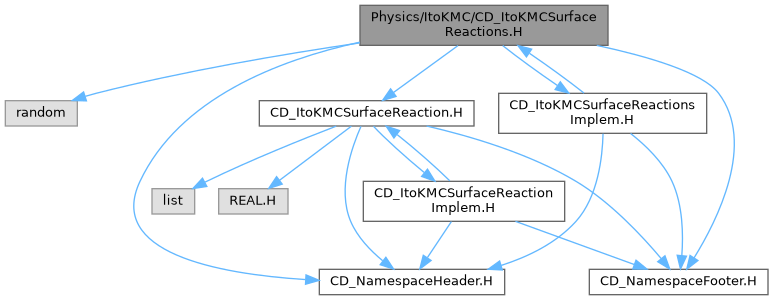 Physics/ItoKMC/CD_ItoKMCSurface
Reactions.H
random
CD_ItoKMCSurfaceReaction.H
CD_ItoKMCSurfaceReactions
Implem.H
list
REAL.H
CD_ItoKMCSurfaceReaction
Implem.H
CD_NamespaceHeader.H
CD_NamespaceFooter.H